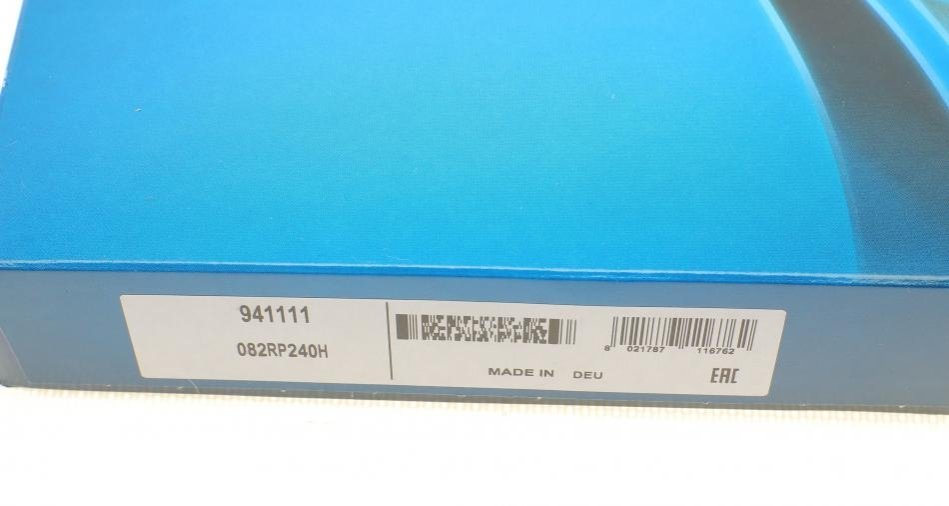 941111
082RP240H
8 021787 116762
MADE IN DEU
EAC